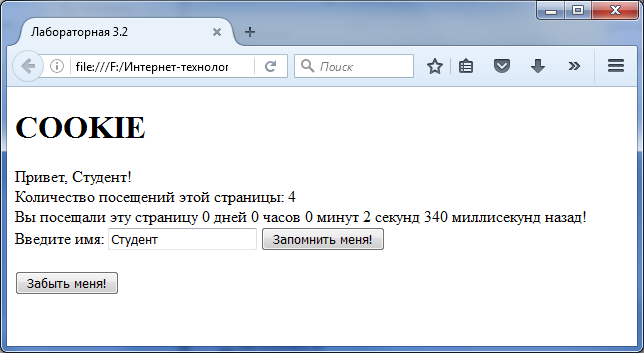 Лабораторная 3.2
file:///F:/Интернет-технолог
Поиск
COOKIE
Привет, Студент!
Количество посещений этой страницы: 4
Вы посещали эту страницу 0 дней 0 часов 0 минут 2 секунд 340 миллисекунд назад!
Введите имя: Студент Запомнить меня!
Забыть меня!